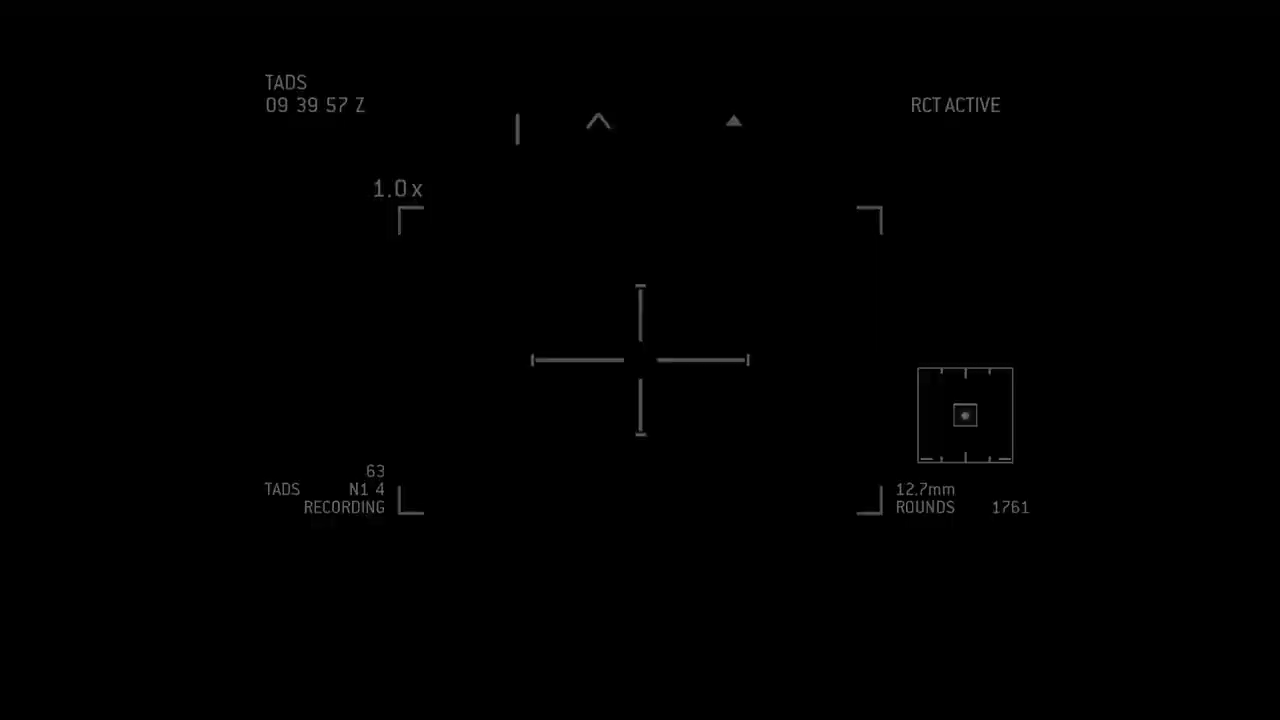 TADS
09 39 57 Z
RCT ACTIVE
1.0 x
63
TADS N1 4
RECORDING
12.7mm
ROUNDS 1761